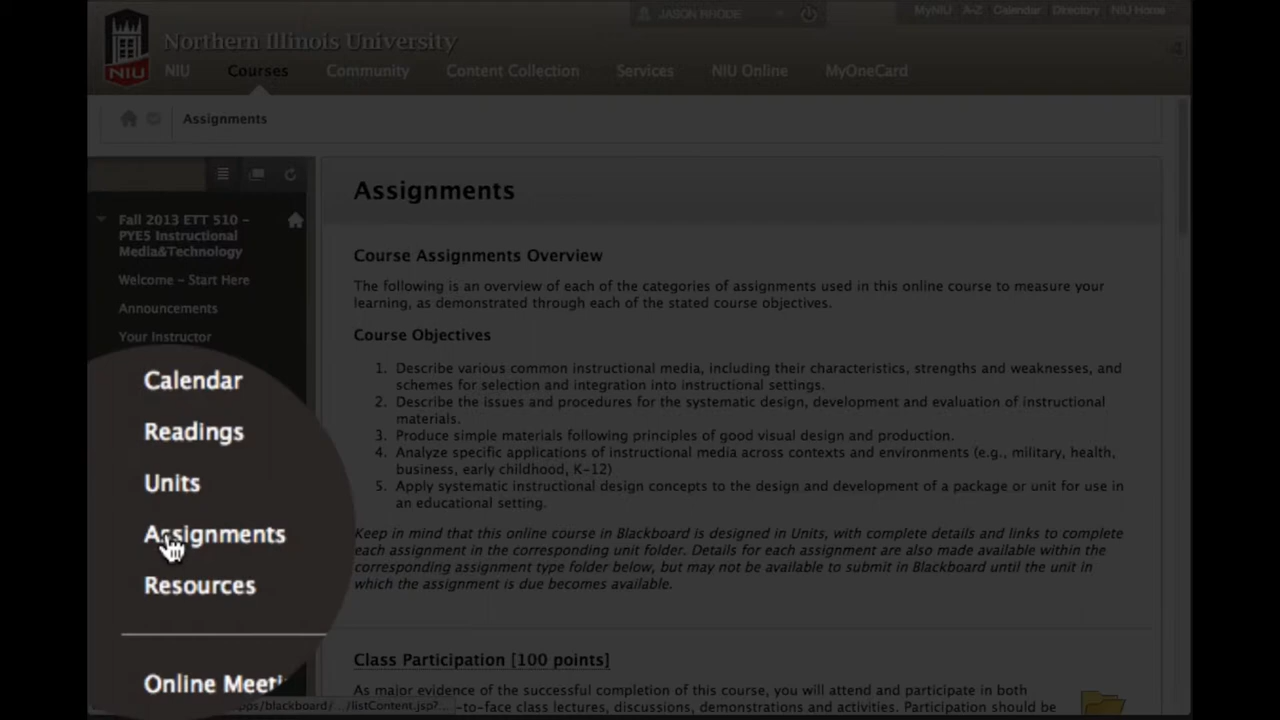 JASON RHODE
MyNIU A-Z Calendar Directory NIU Home
Northern Illinois University
NIU
NIU Courses Community Content Collection Services NIU Online MyOneCard
Assignments
Fall 2013 ETT 510 -
PYE5 Instructional
Media&Technology
Welcome - Start Here
Announcements
Your Instructor
Calendar
Readings
Units
Assignments
Resources
Online Meeti
Assignments
Course Assignments Overview
The following is an overview of each of the categories of assignments used in this online course to measure your
learning, as demonstrated through each of the stated course objectives.
Course Objectives
1. Describe various common instructional media, including their characteristics, strengths and weaknesses, and
schemes for selection and integration into instructional settings.
2. Describe the issues and procedures for the systematic design, development and evaluation of instructional
materials.
3. Produce simple materials following principles of good visual design and production.
4. Analyze specific applications of instructional media across contexts and environments (e.g., military, health,
business, early childhood, K-12)
5. Apply systematic instructional design concepts to the design and development of a package or unit for use in
an educational setting.
Keep in mind that this online course in Blackboard is designed in Units, with complete details and links to complete
each assignment in the corresponding unit folder. Details for each assignment are also made available within the
corresponding assignment type folder below, but may not be available to submit in Blackboard until the unit in
which the assignment is due becomes available.
Class Participation [100 points]
As major evidence of the successful completion of this course, you will attend and participate in both
-to-face class lectures, discussions, demonstrations and activities. Participation should be
pps/blackboard/.../listContent.jsp?...